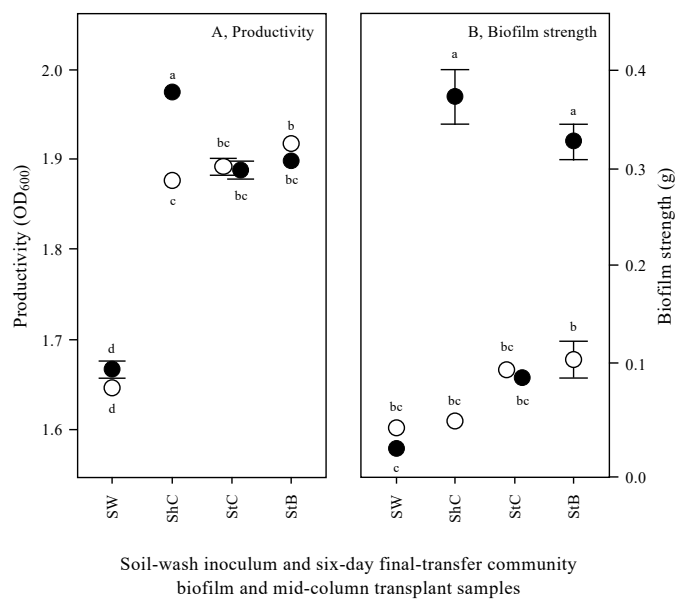 A, Productivity
2.0
1.9
1.8
1.7
1.6
Productivity (OD600)
a
c
bc
bc
b
bc
d
d
SW
ShC
StC
StB
B, Biofilm strength
a
a
b
bc
bc
bc
bc
c
0.4
0.3
0.2
0.1
0.0
Biofilm strength (g)
SW
ShC
StC
StB
Soil-wash inoculum and six-day final-transfer community
biofilm and mid-column transplant samples